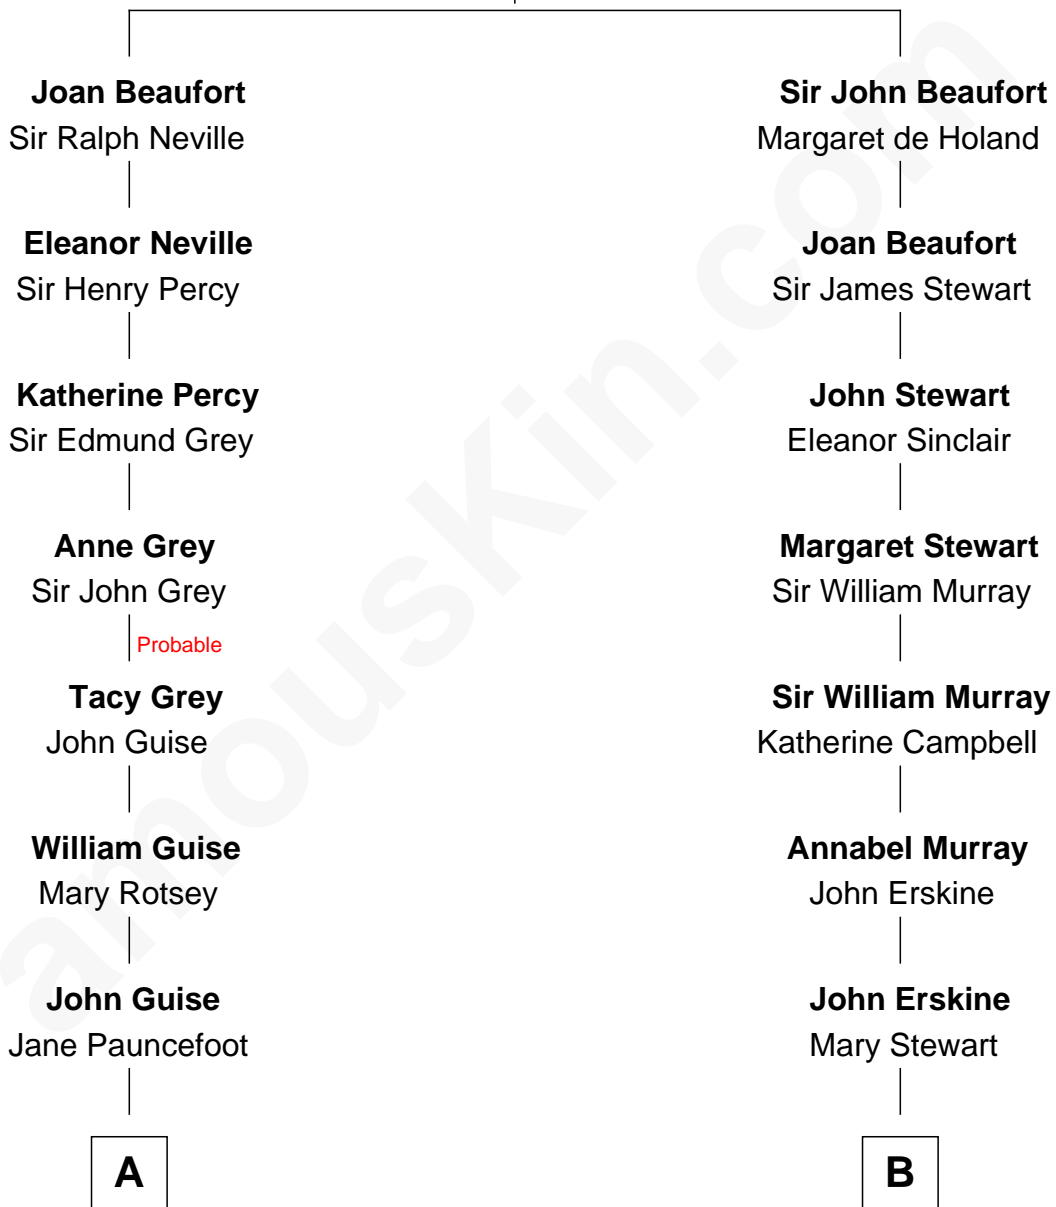 Joan Beaufort
Sir Ralph Neville
Eleanor Neville
Sir Henry Percy
Katherine Percy
Sir Edmund Grey
Anne Grey
Sir John Grey
Probable
Tacy Grey
John Guise
William Guise
Mary Rotsey
John Guise
Jane Pauncefoot
A
Sir John Beaufort
Margaret de Holand
Joan Beaufort
Sir James Stewart
John Stewart
Eleanor Sinclair
Margaret Stewart
Sir William Murray
Sir William Murray
Katherine Campbell
Annabel Murray
John Erskine
John Erskine
Mary Stewart
B
amouskin.com